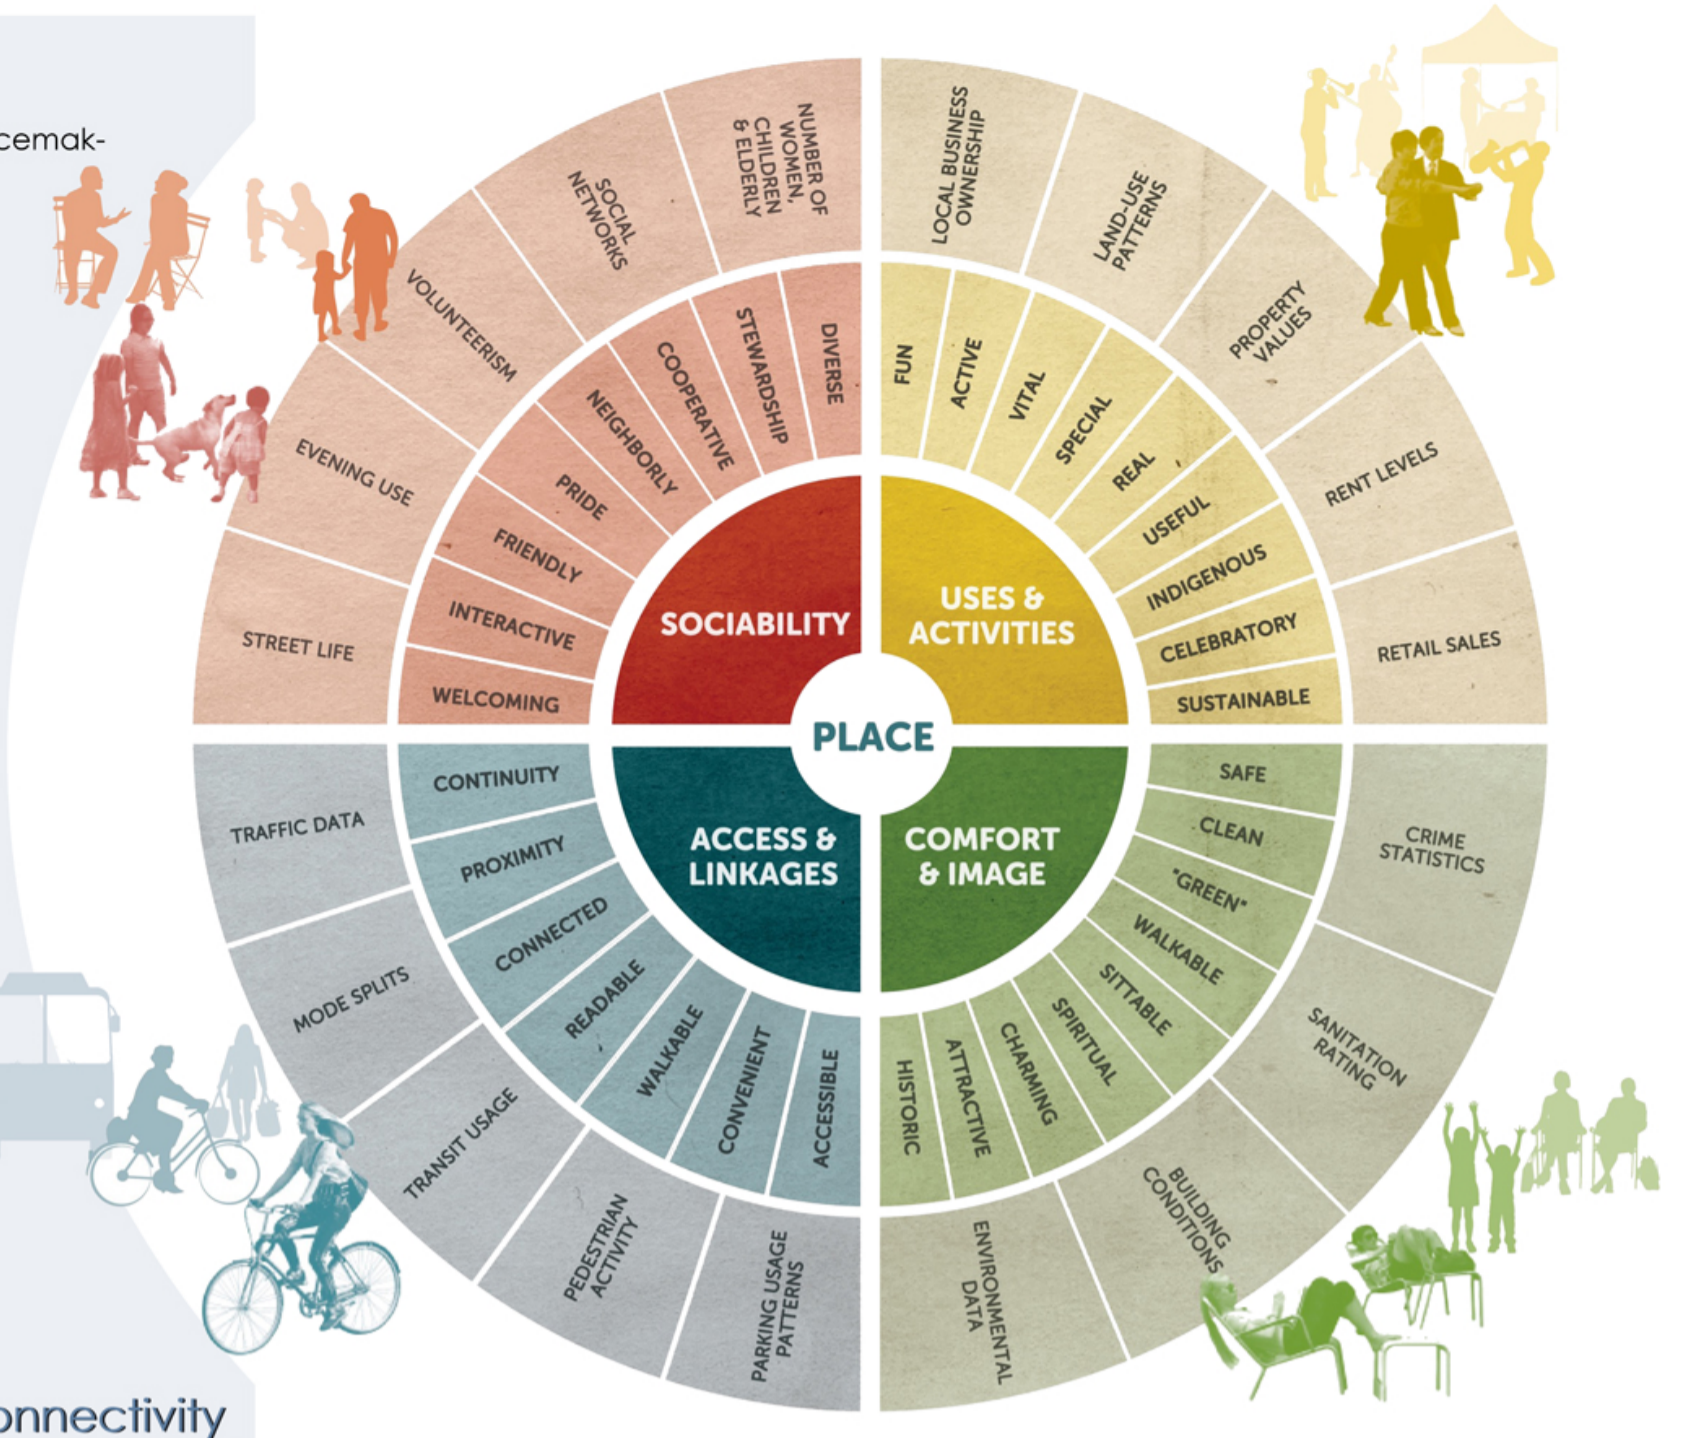 cemak-
NUMBER OF
WOMEN,
CHILDREN
& ELDERLY
SOCIAL
NETWORKS
VOLUNTEERISM
EVENING USE
STREET LIFE
DIVERSE
STEWARDSHIP
COOPERATIVE
NEIGHBORLY
PRIDE
FRIENDLY
INTERACTIVE
WELCOMING
SOCIABILITY
LOCAL BUSINESS
OWNERSHIP
LAND-USE
PATTERNS
PROPERTY
VALUES
RENT LEVELS
RETAIL SALES
FUN
ACTIVE
VITAL
SPECIAL
REAL
USEFUL
INDIGENOUS
CELEBRATORY
SUSTAINABLE
USES &
ACTIVITIES
PLACE
ACCESS &
LINKAGES
CONTINUITY
PROXIMITY
CONNECTED
READABLE
WALKABLE
CONVENIENT
ACCESSIBLE
TRAFFIC DATA
MODE SPLITS
TRANSIT USAGE
PEDESTRIAN
ACTIVITY
PARKING USAGE
PATTERNS
COMFORT
& IMAGE
SAFE
CLEAN
"GREEN"
WALKABLE
SITTABLE
SPIRITUAL
CHARMING
ATTRACTIVE
HISTORIC
CRIME
STATISTICS
SANITATION
RATING
BUILDING
CONDITIONS
ENVIRONMENTAL
DATA
onnectivity